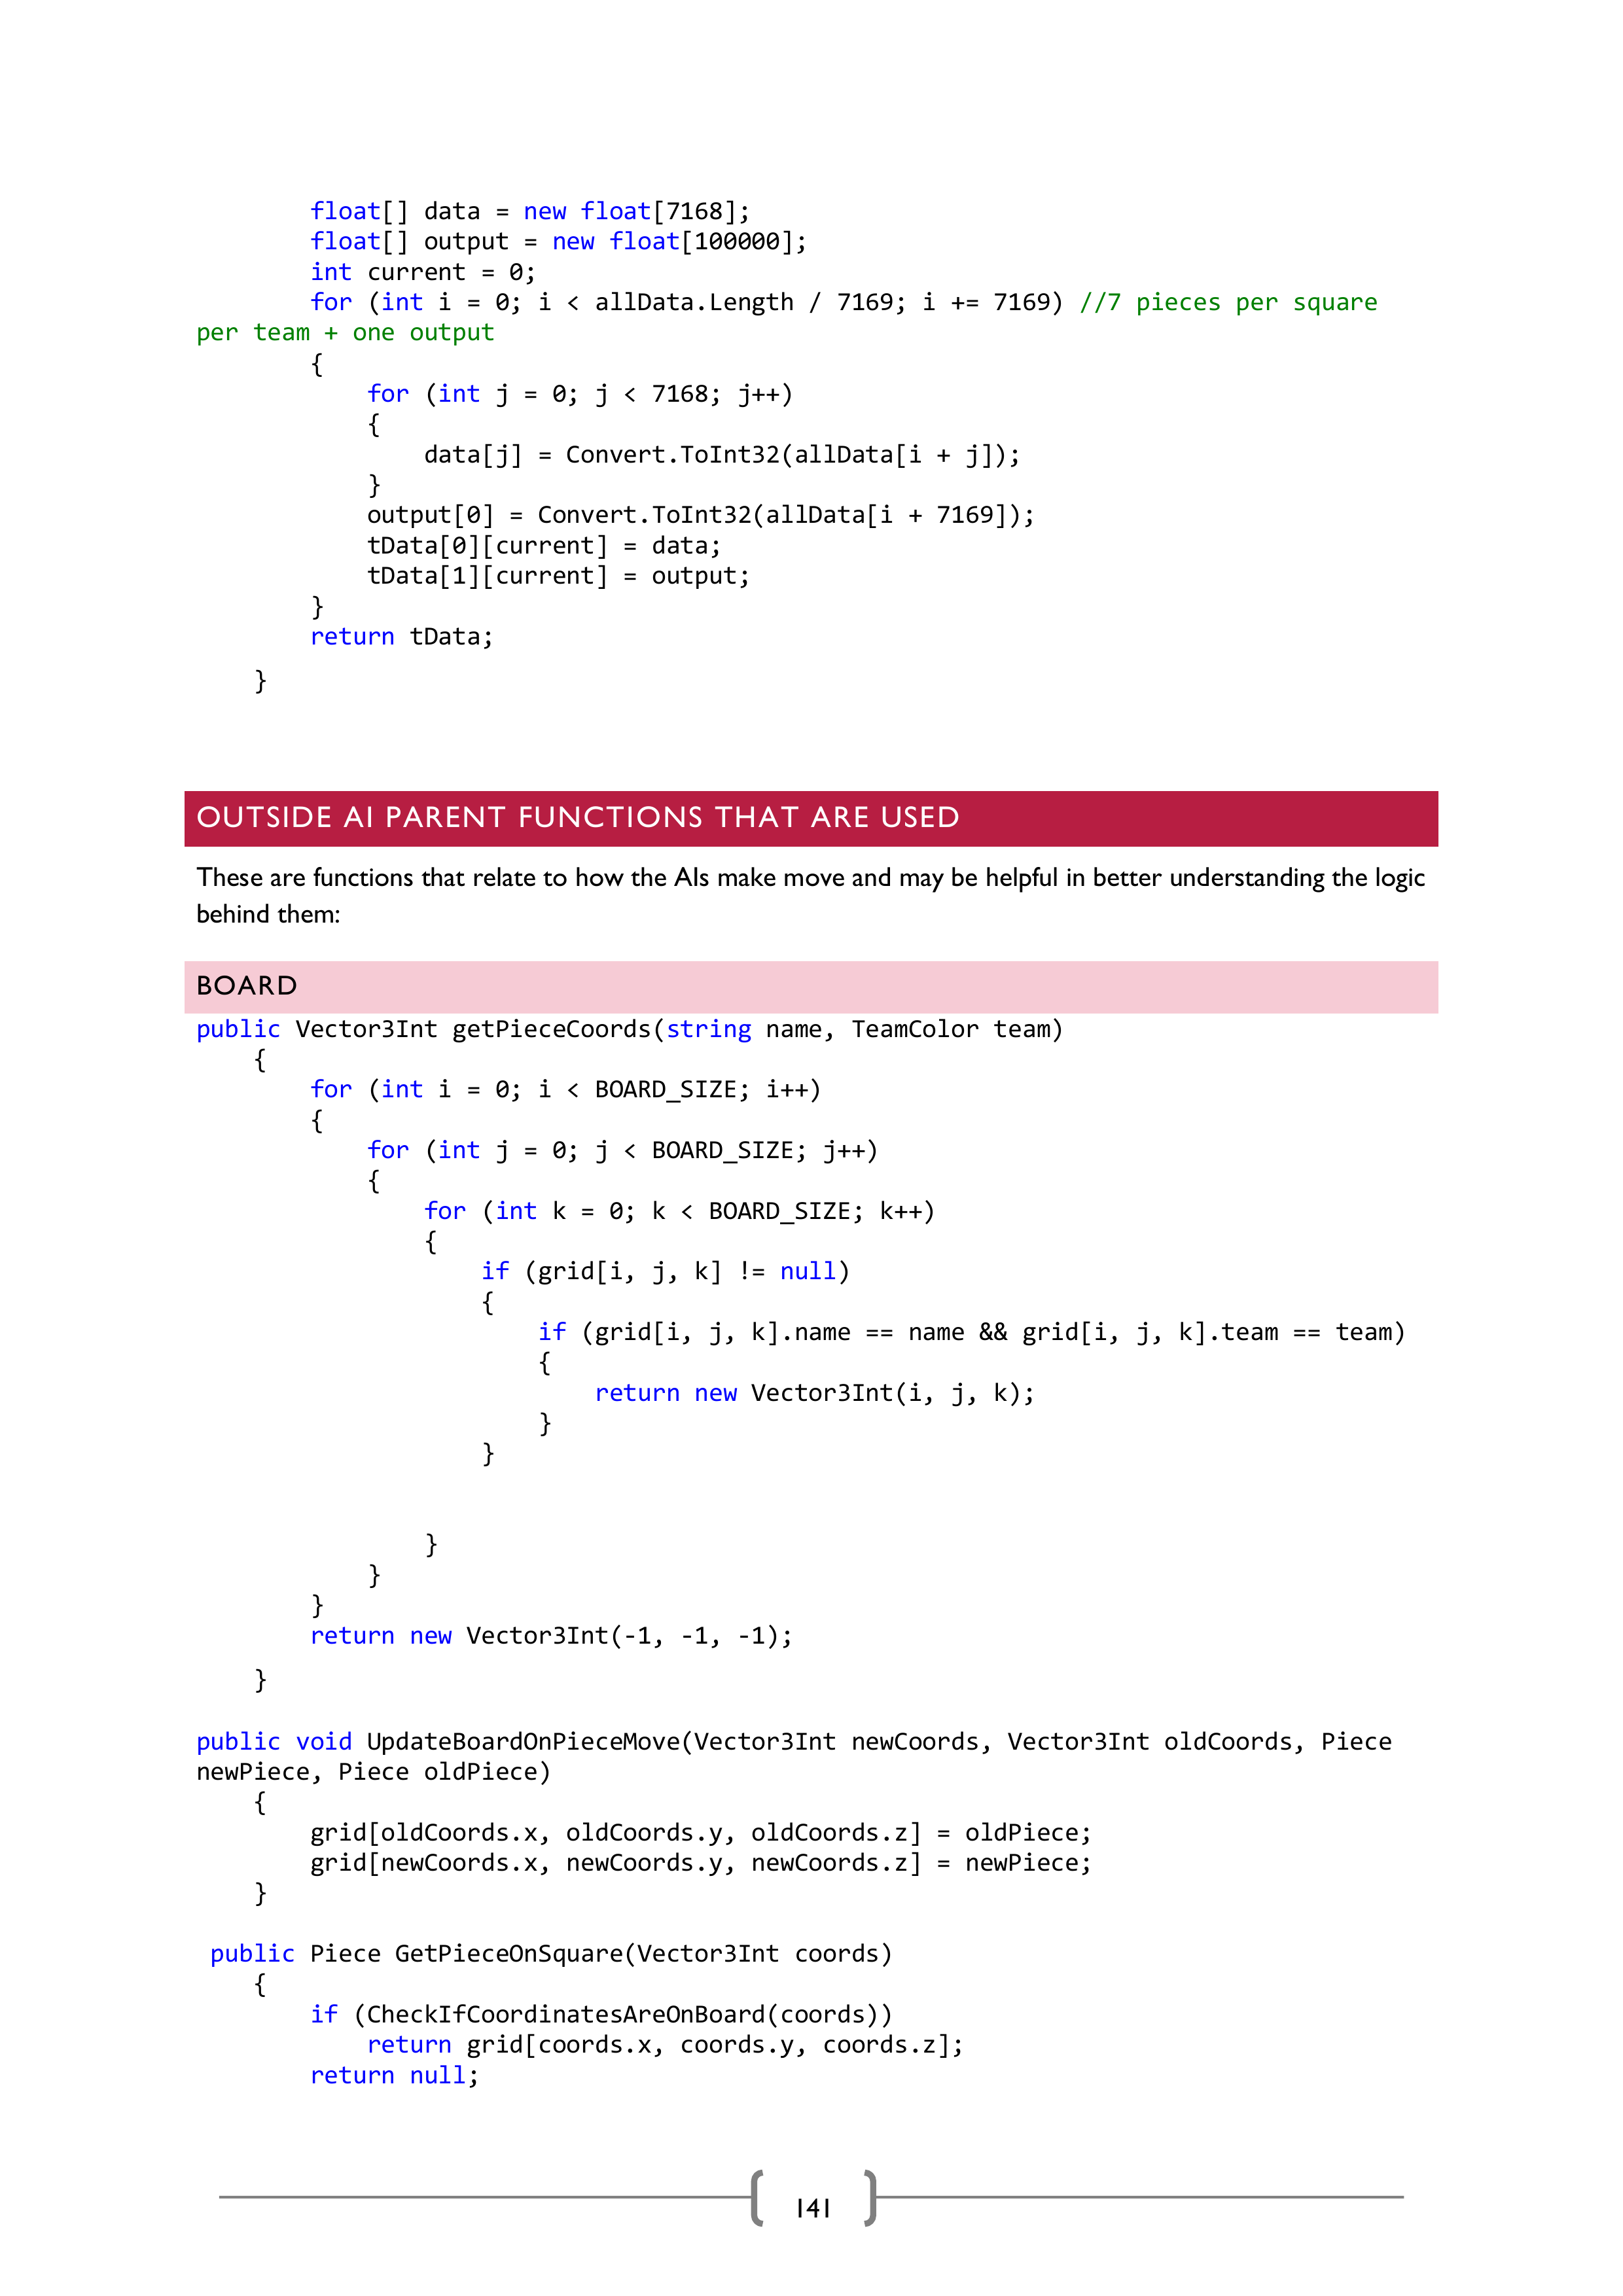 float[] data = new float[7168];
        float[] output = new float[100000];
        int current = 0;
        for (int i = 0; i < allData.Length / 7169; i += 7169) //7 pieces per square
per team + one output
        {
            for (int j = 0; j < 7168; j++)
            {
                data[j] = Convert.ToInt32(allData[i + j]);
            }
            output[0] = Convert.ToInt32(allData[i + 7169]);
            tData[0][current] = data;
            tData[1][current] = output;
        }
        return tData;
    }
OUTSIDE AI PARENT FUNCTIONS THAT ARE USED
These are functions that relate to how the AIs make move and may be helpful in better understanding the logic
behind them:
BOARD
public Vector3Int getPieceCoords(string name, TeamColor team)
    {
        for (int i = 0; i < BOARD_SIZE; i++)
        {
            for (int j = 0; j < BOARD_SIZE; j++)
            {
                for (int k = 0; k < BOARD_SIZE; k++)
                {
                    if (grid[i, j, k] != null)
                    {
                        if (grid[i, j, k].name == name && grid[i, j, k].team == team)
                        {
                            return new Vector3Int(i, j, k);
                        }
                    }
                }
            }
        }
        return new Vector3Int(-1, -1, -1);
    }
public void UpdateBoardOnPieceMove(Vector3Int newCoords, Vector3Int oldCoords, Piece
newPiece, Piece oldPiece)
    {
        grid[oldCoords.x, oldCoords.y, oldCoords.z] = oldPiece;
        grid[newCoords.x, newCoords.y, newCoords.z] = newPiece;
    }
 public Piece GetPieceOnSquare(Vector3Int coords)
    {
        if (CheckIfCoordinatesAreOnBoard(coords))
            return grid[coords.x, coords.y, coords.z];
        return null;
141